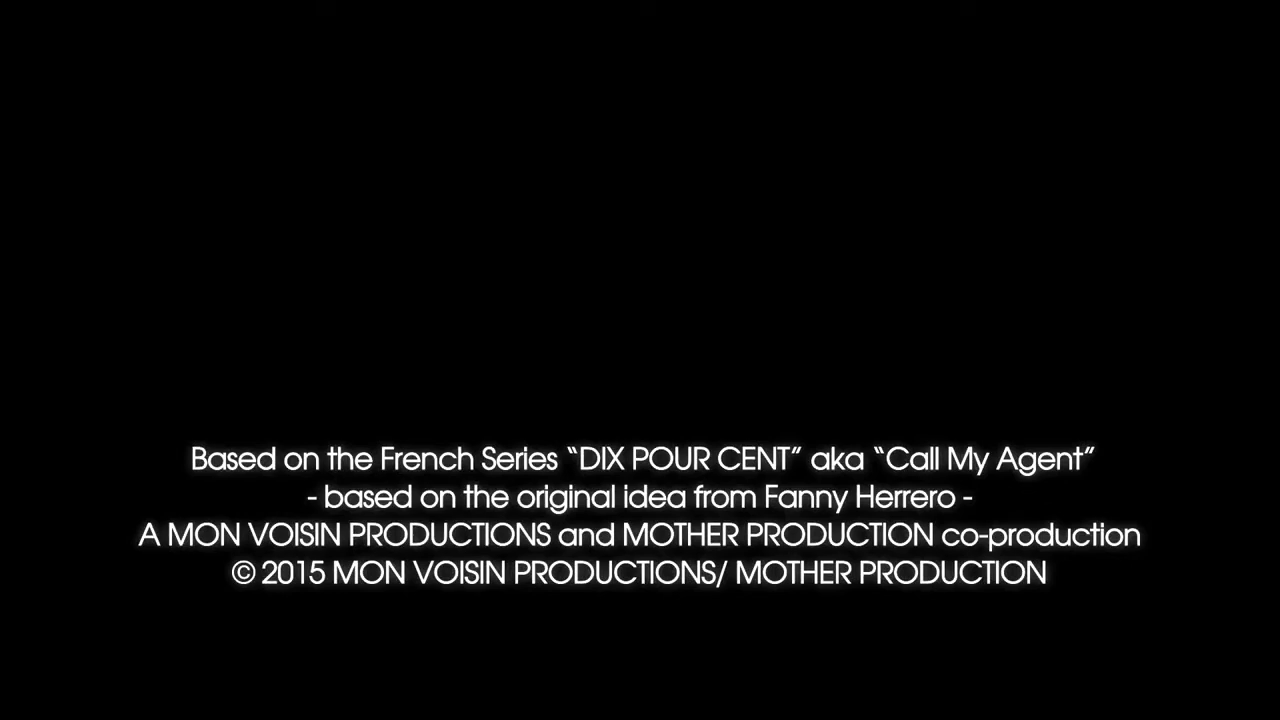 Based on the French Series “DIX POUR CENT” aka “Call My Agent”
- based on the original idea from Fanny Herrero -
A MON VOISIN PRODUCTIONS and MOTHER PRODUCTION co-production
© 2015 MON VOISIN PRODUCTIONS/ MOTHER PRODUCTION